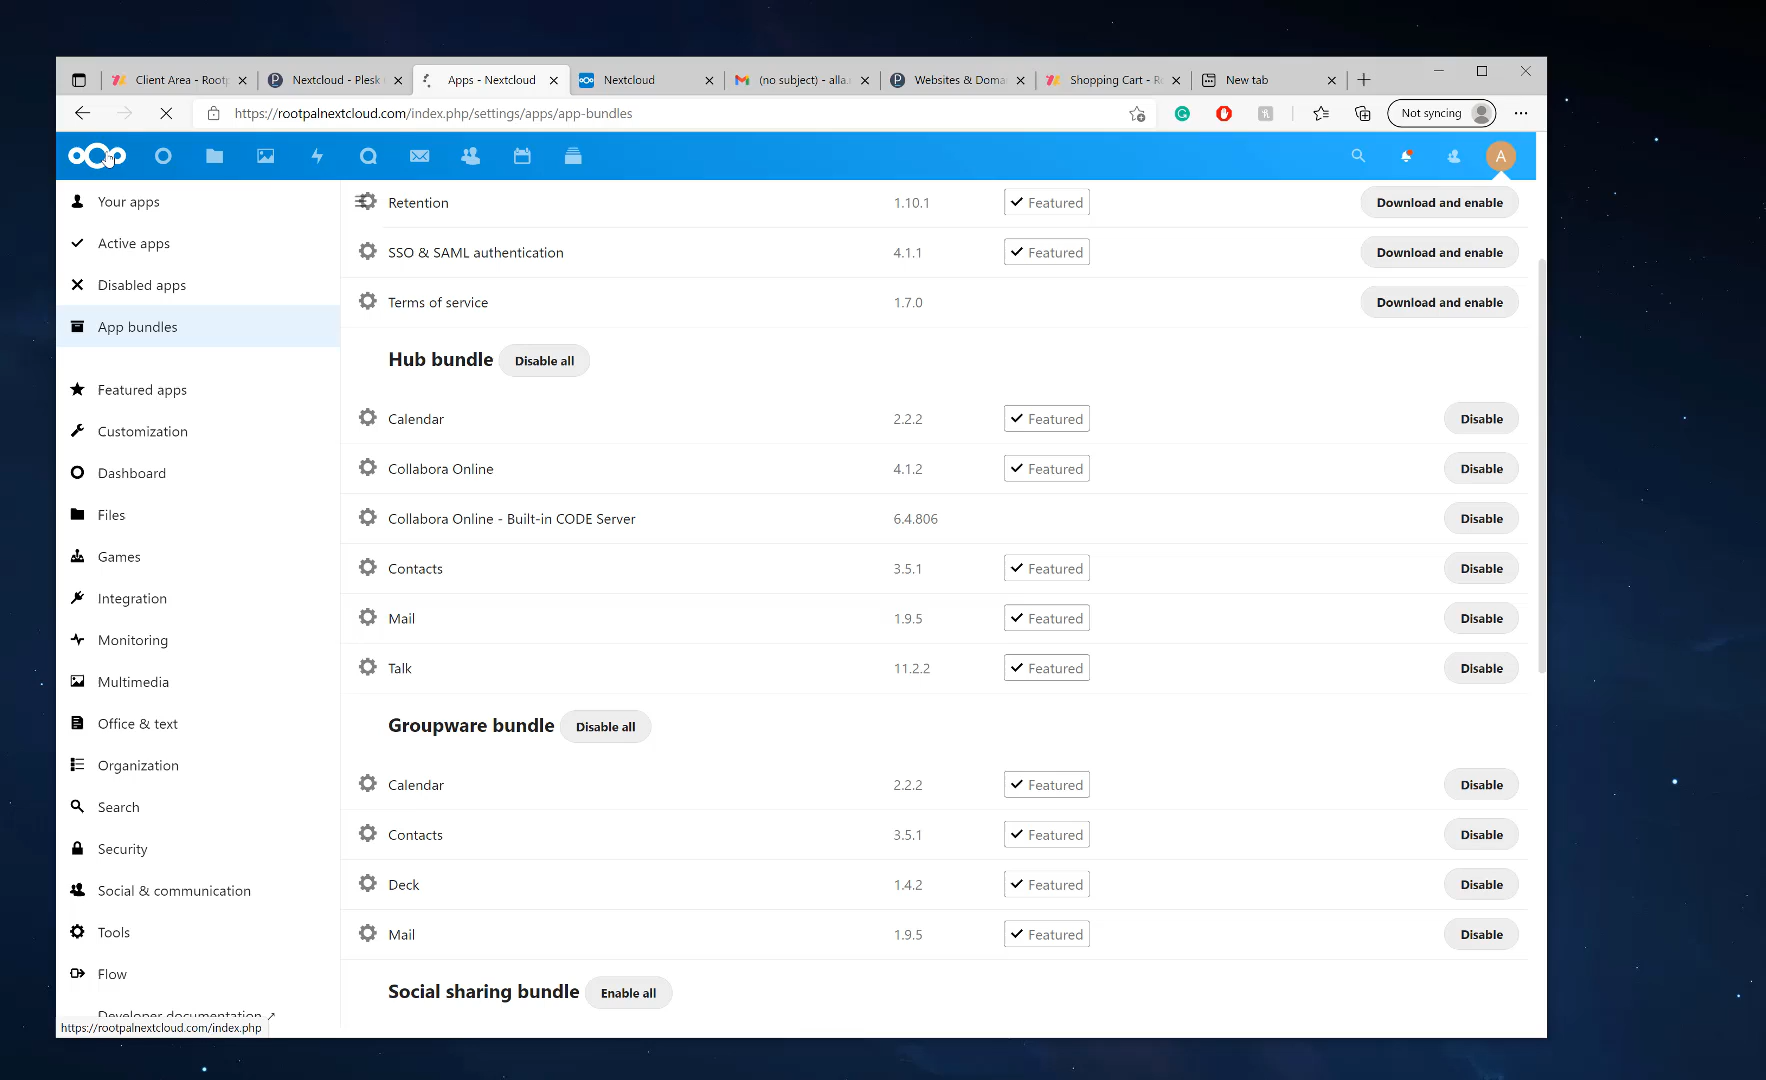 Client Area - Rootp
Nextcloud - Plesk
Apps - Nextcloud
Nextcloud
(no subject) - alla.
Websites & Doma
Shopping Cart - R
New tab
https://rootpalnextcloud.com/index.php/settings/apps/app-bundles
Not syncing
A
Your apps
Active apps
Disabled apps
App bundles
Featured apps
Customization
Dashboard
Files
Games
Integration
Monitoring
Multimedia
Office & text
Organization
Search
Security
Social & communication
Tools
Flow
Developer documentation ↗
https://rootpalnextcloud.com/index.php
Retention 1.10.1 Featured Download and enable
SSO & SAML authentication 4.1.1 Featured Download and enable
Terms of service 1.7.0 Download and enable
Hub bundle Disable all
Calendar 2.2.2 Featured Disable
Collabora Online 4.1.2 Featured Disable
Collabora Online - Built-in CODE Server 6.4.806 Disable
Contacts 3.5.1 Featured Disable
Mail 1.9.5 Featured Disable
Talk 11.2.2 Featured Disable
Groupware bundle Disable all
Calendar 2.2.2 Featured Disable
Contacts 3.5.1 Featured Disable
Deck 1.4.2 Featured Disable
Mail 1.9.5 Featured Disable
Social sharing bundle Enable all